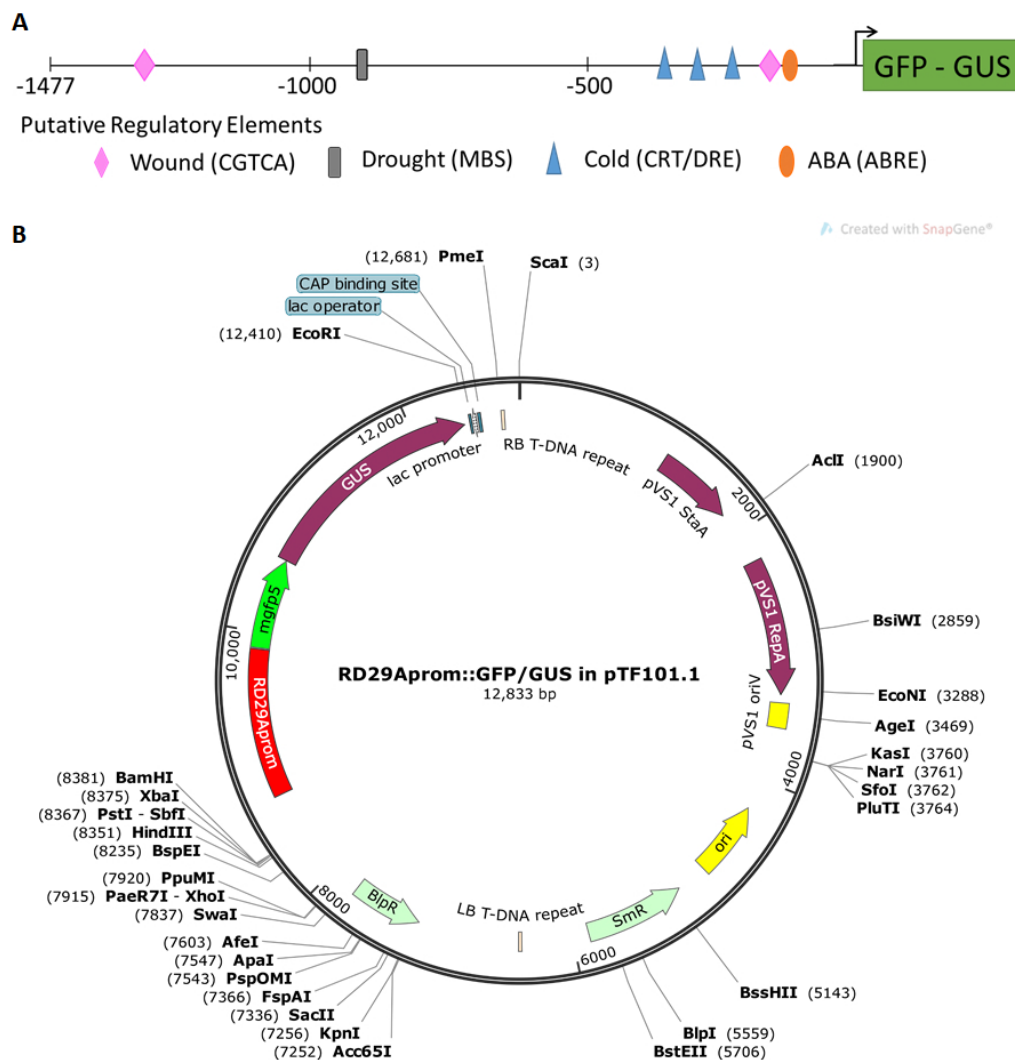 A
-1477
-1000
-500
GFP - GUS
Putative Regulatory Elements
Wound (CGTCA)
Drought (MBS)
Cold (CRT/DRE)
ABA (ABRE)
B
Created with SnapGene®
(12,681) PmeI
ScaI (3)
CAP binding site
lac operator
(12,410) EcoRI
12,000
GUS
lac promoter
RB T-DNA repeat
pVS1 StaA
2000
AclI (1900)
mgfp5
pVS1 RepA
BsiWI (2859)
10,000
RD29Aprom::GFP/GUS in pTF101.1
12,833 bp
RD29Aprom
pVS1 oriV
EcoNI (3288)
AgeI (3469)
KasI (3760)
NarI (3761)
SfoI (3762)
PluTI (3764)
4000
(8381) BamHI
(8375) XbaI
(8367) PstI - SbfI
(8351) HindIII
(8235) BspEI
(7920) PpuMI
(7915) PaeR7I - XhoI
(7837) SwaI
(7603) AfeI
(7547) ApaI
(7543) PspOMI
(7366) FspAI
(7336) SacII
(7256) KpnI
(7252) Acc65I
8000
BlpR
LB T-DNA repeat
SmR
ori
6000
BssHII (5143)
BlpI (5559)
BstEII (5706)